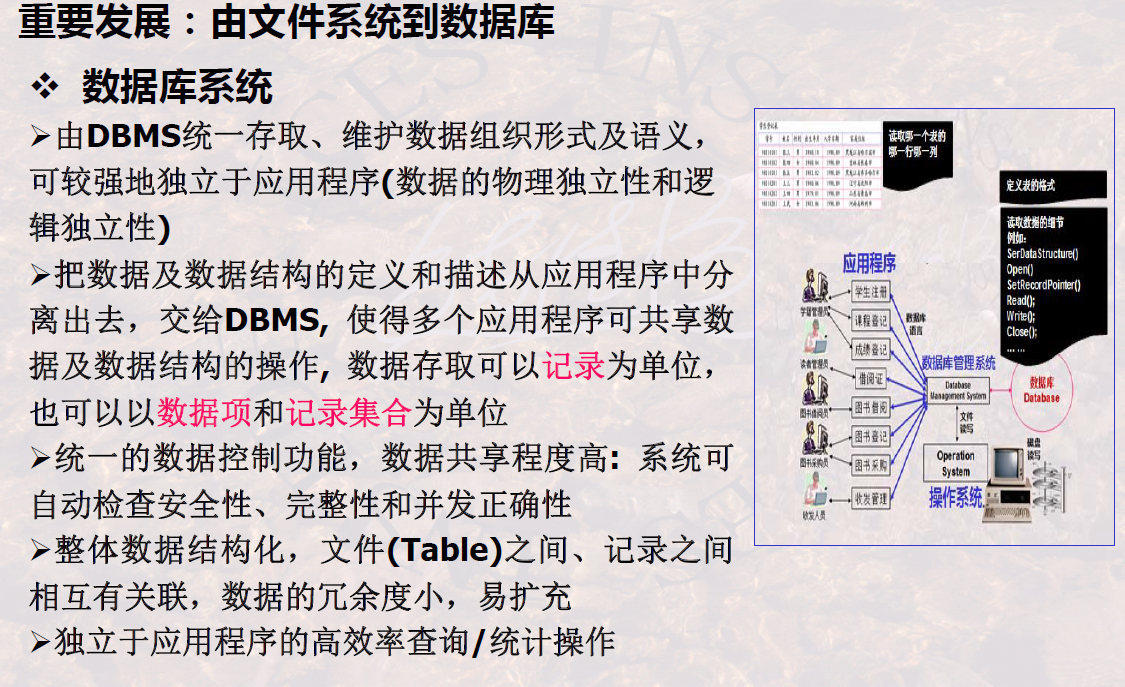 重要发展：由文件系统到数据库
❖ 数据库系统
➢由DBMS统一存取、维护数据组织形式及语义，
可较强地独立于应用程序(数据的物理独立性和逻
辑独立性)
➢把数据及数据结构的定义和描述从应用程序中分
离出去，交给DBMS, 使得多个应用程序可共享数
据及数据结构的操作, 数据存取可以记录为单位，
也可以以数据项和记录集合为单位
➢统一的数据控制功能，数据共享程度高: 系统可
自动检查安全性、完整性和并发正确性
➢整体数据结构化，文件(Table)之间、记录之间
相互有关联，数据的冗余度小，易扩充
➢独立于应用程序的高效率查询/统计操作
读取哪一个表的
哪一行哪一列
定义表的格式
读取数据的细节
例如:
SerDataStructure()
Open()
SetRecordPointer()
Read();
Write();
Close();
... ...
应用程序
学生注册
学籍管理员
课程登记
数据库
语言
成绩登记
读者管理员
借阅证
数据库管理系统
Database
Management System
数据库
Database
图书借阅
图书借阅员
文件
读写
图书登记
图书采购
图书采购员
Operation
System
磁盘
读写
操作系统
收发管理
收发人员